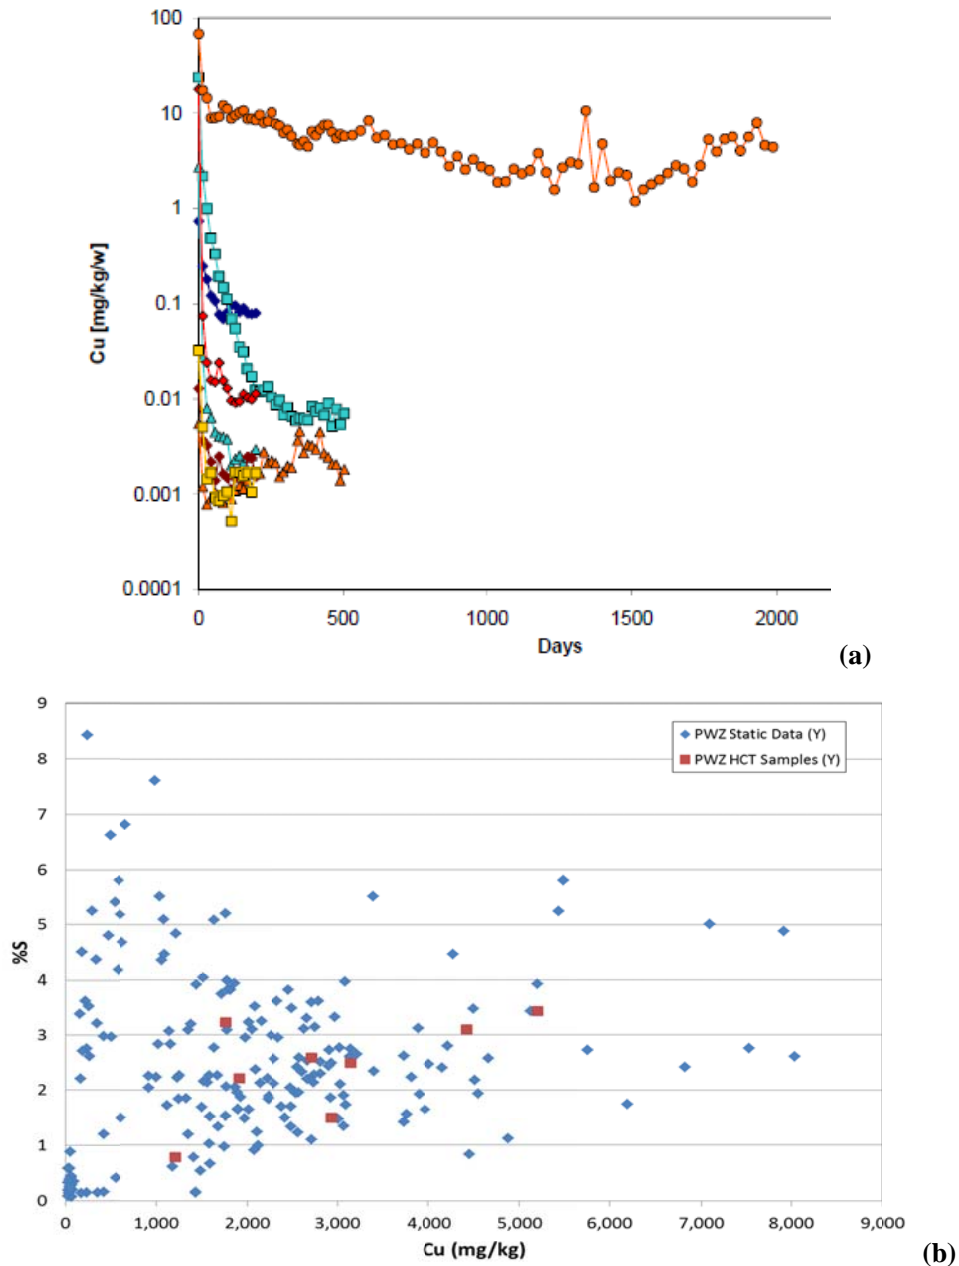 100
10
1
0.1
0.01
0.001
0.0001
Cu [mg/kg/w]
0 500 1000 1500 2000
Days
(a)
9
8
7
6
5
4
3
2
1
0
%S
PWZ Static Data (Y)
PWZ HCT Samples (Y)
0 1,000 2,000 3,000 4,000 5,000 6,000 7,000 8,000 9,000
Cu (mg/kg)
(b)